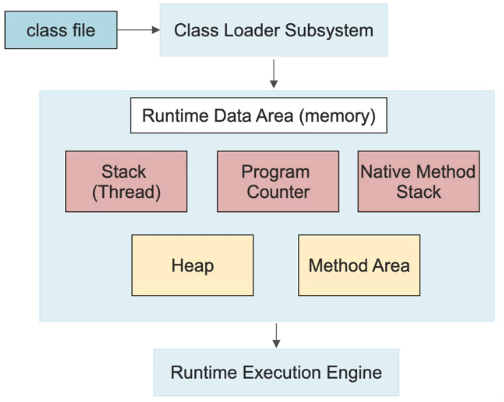 class file
Class Loader Subsystem
Runtime Data Area (memory)
Stack
(Thread)
Program
Counter
Native Method
Stack
Heap
Method Area
Runtime Execution Engine